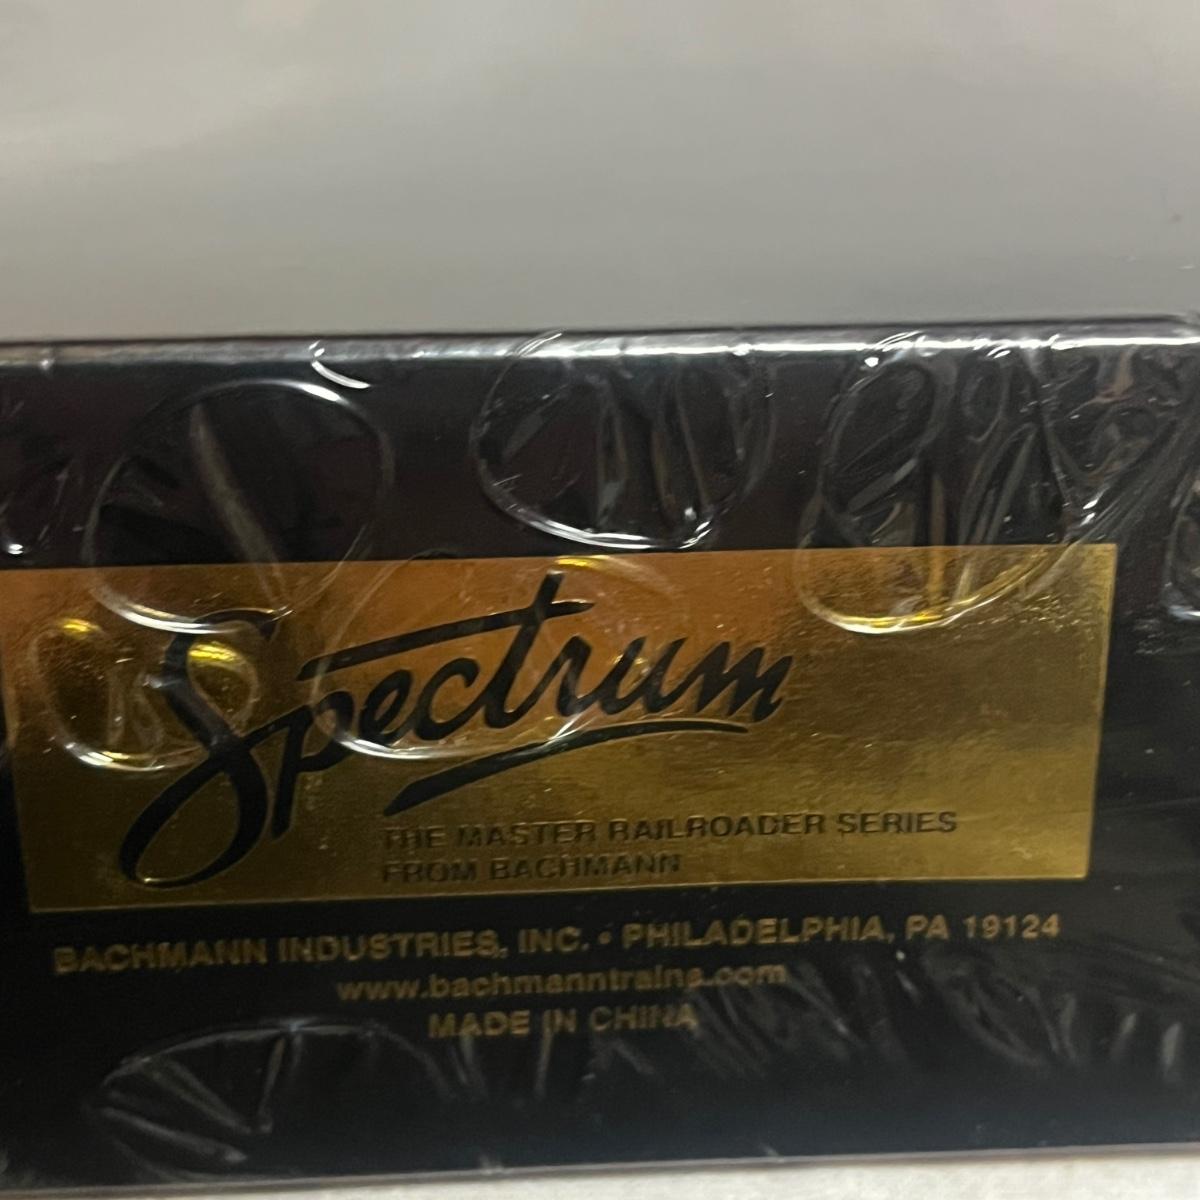 Spectrum
THE MASTER RAILROADER SERIES
FROM BACHMANN
BACHMANN INDUSTRIES, INC. • PHILADELPHIA, PA 19124
www.bachmanntrains.com
MADE IN CHINA